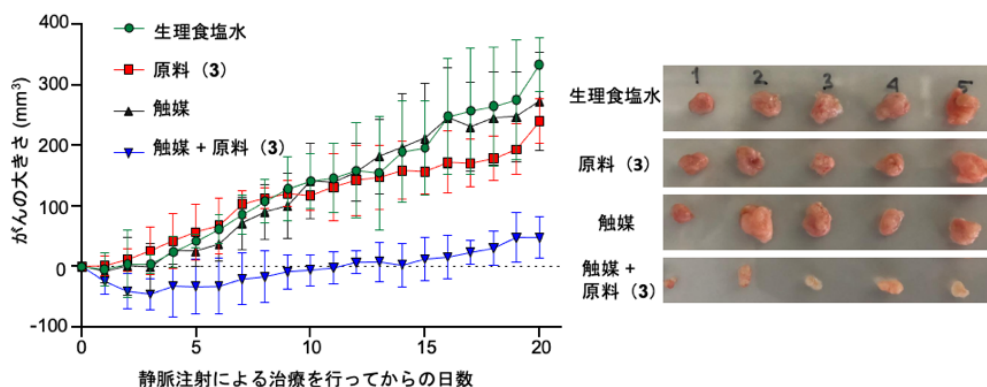 400
300
200
100
0
-100
がんの大きさ (mm³)
生理食塩水
原料 (3)
触媒
触媒 + 原料 (3)
0
5
10
15
20
静脈注射による治療を行ってからの日数
1 2 3 4 5
生理食塩水
原料 (3)
触媒
触媒 +
原料 (3)